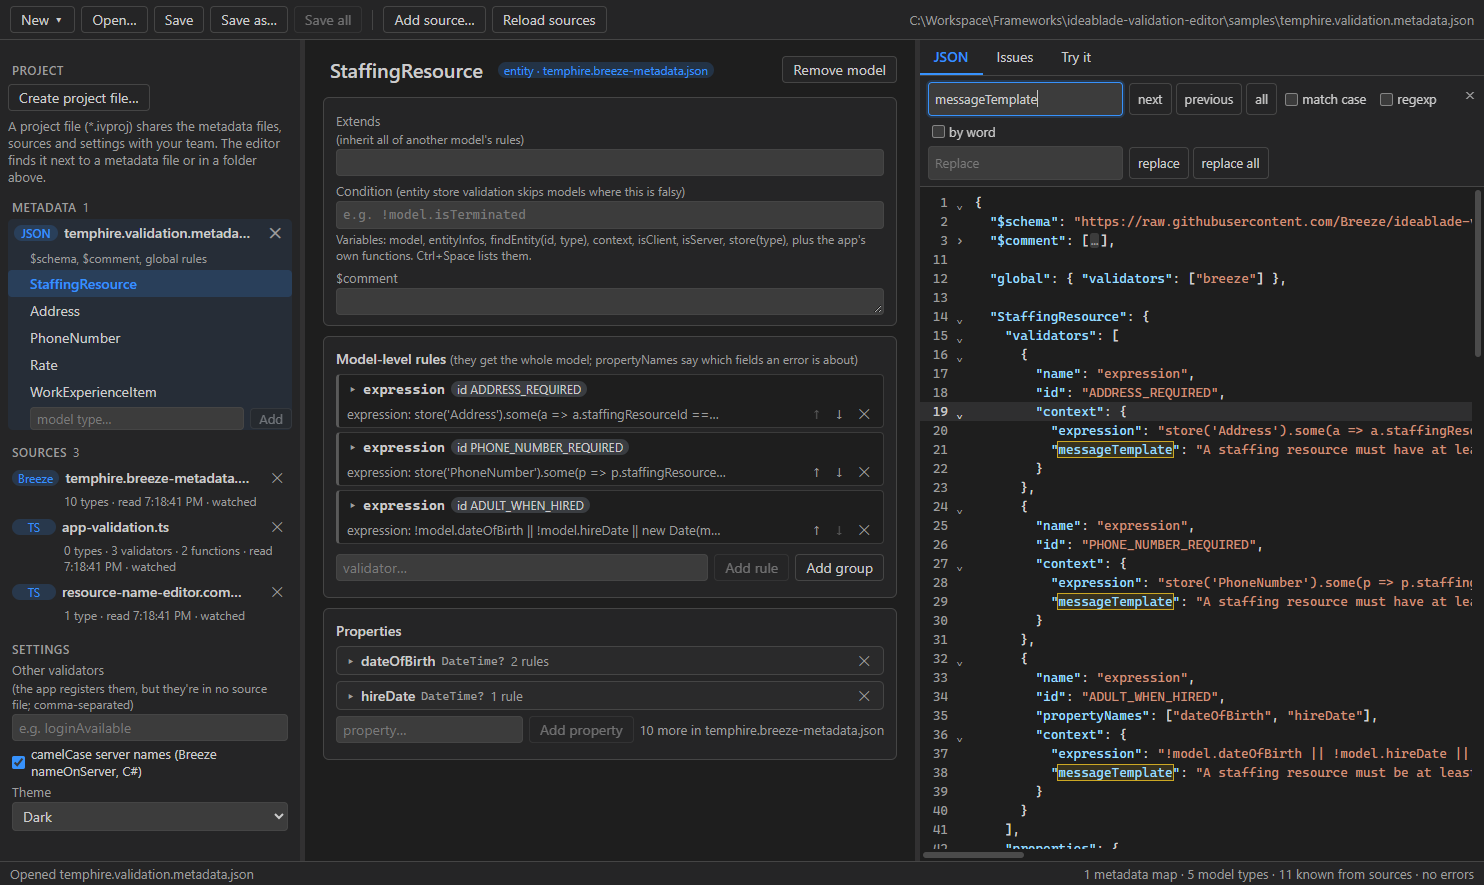 New ▾ Open... Save Save as... Save all Add source... Reload sources C:\Workspace\Frameworks\ideablade-validation-editor\samples\temphire.validation.metadata.json
PROJECT
Create project file...
A project file (*.ivproj) shares the metadata files,
sources and settings with your team. The editor
finds it next to a metadata file or in a folder
above.
METADATA 1
JSON temphire.validation.metada... ×
$schema, $comment, global rules
StaffingResource
Address
PhoneNumber
Rate
WorkExperienceItem
model type... Add
SOURCES 3
Breeze temphire.breeze-metadata.... ×
10 types · read 7:18:41 PM · watched
TS app-validation.ts ×
0 types · 3 validators · 2 functions · read
7:18:41 PM · watched
TS resource-name-editor.com... ×
1 type · read 7:18:41 PM · watched
SETTINGS
Other validators
(the app registers them, but they're in no source
file; comma-separated)
e.g. loginAvailable
camelCase server names (Breeze
nameOnServer, C#)
Theme
Dark
StaffingResource entity · temphire.breeze-metadata.json Remove model
Extends
(inherit all of another model's rules)
Condition (entity store validation skips models where this is falsy)
e.g. !model.isTerminated
Variables: model, entityInfos, findEntity(id, type), context, isClient, isServer, store(type), plus the app's
own functions. Ctrl+Space lists them.
$comment
Model-level rules (they get the whole model; propertyNames say which fields an error is about)
▸ expression id ADDRESS_REQUIRED
expression: store('Address').some(a => a.staffingResourceId ==... ↑ ↓ ×
▸ expression id PHONE_NUMBER_REQUIRED
expression: store('PhoneNumber').some(p => p.staffingResource... ↑ ↓ ×
▸ expression id ADULT_WHEN_HIRED
expression: !model.dateOfBirth || !model.hireDate || new Date(m... ↑ ↓ ×
validator... Add rule Add group
Properties
▸ dateOfBirth DateTime? 2 rules ×
▸ hireDate DateTime? 1 rule ×
property... Add property 10 more in temphire.breeze-metadata.json
JSON Issues Try it
messageTemplate next previous all match case regexp ×
by word
Replace replace replace all
1 {
2 "$schema": "https://raw.githubusercontent.com/Breeze/ideablade-
3 "$comment": […],
11
12 "global": { "validators": ["breeze"] },
13
14 "StaffingResource": {
15 "validators": [
16 {
17 "name": "expression",
18 "id": "ADDRESS_REQUIRED",
19 "context": {
20 "expression": "store('Address').some(a => a.staffingRes
21 "messageTemplate": "A staffing resource must have at lea
22 }
23 },
24 {
25 "name": "expression",
26 "id": "PHONE_NUMBER_REQUIRED",
27 "context": {
28 "expression": "store('PhoneNumber').some(p => p.staffing
29 "messageTemplate": "A staffing resource must have at lea
30 }
31 },
32 {
33 "name": "expression",
34 "id": "ADULT_WHEN_HIRED",
35 "propertyNames": ["dateOfBirth", "hireDate"],
36 "context": {
37 "expression": "!model.dateOfBirth || !model.hireDate ||
38 "messageTemplate": "A staffing resource must be at least
39 }
40 }
41 ],
42 "properties": {
Opened temphire.validation.metadata.json 1 metadata map · 5 model types · 11 known from sources · no errors